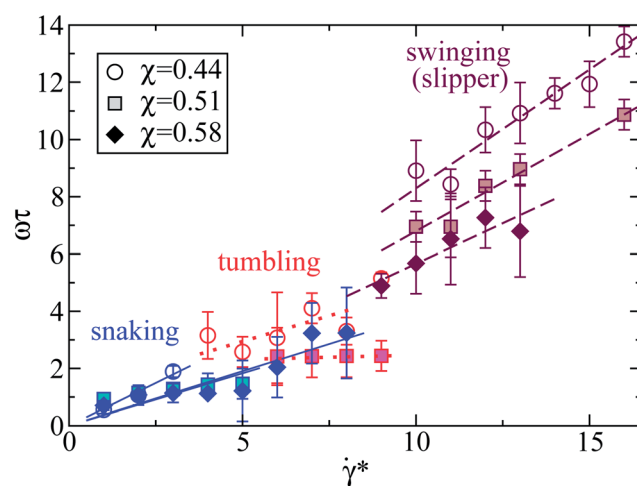 14
12
10
8
6
4
2
0
ωτ
χ=0.44
χ=0.51
χ=0.58
swinging
(slipper)
tumbling
snaking
0 5 10 15
γ̇*